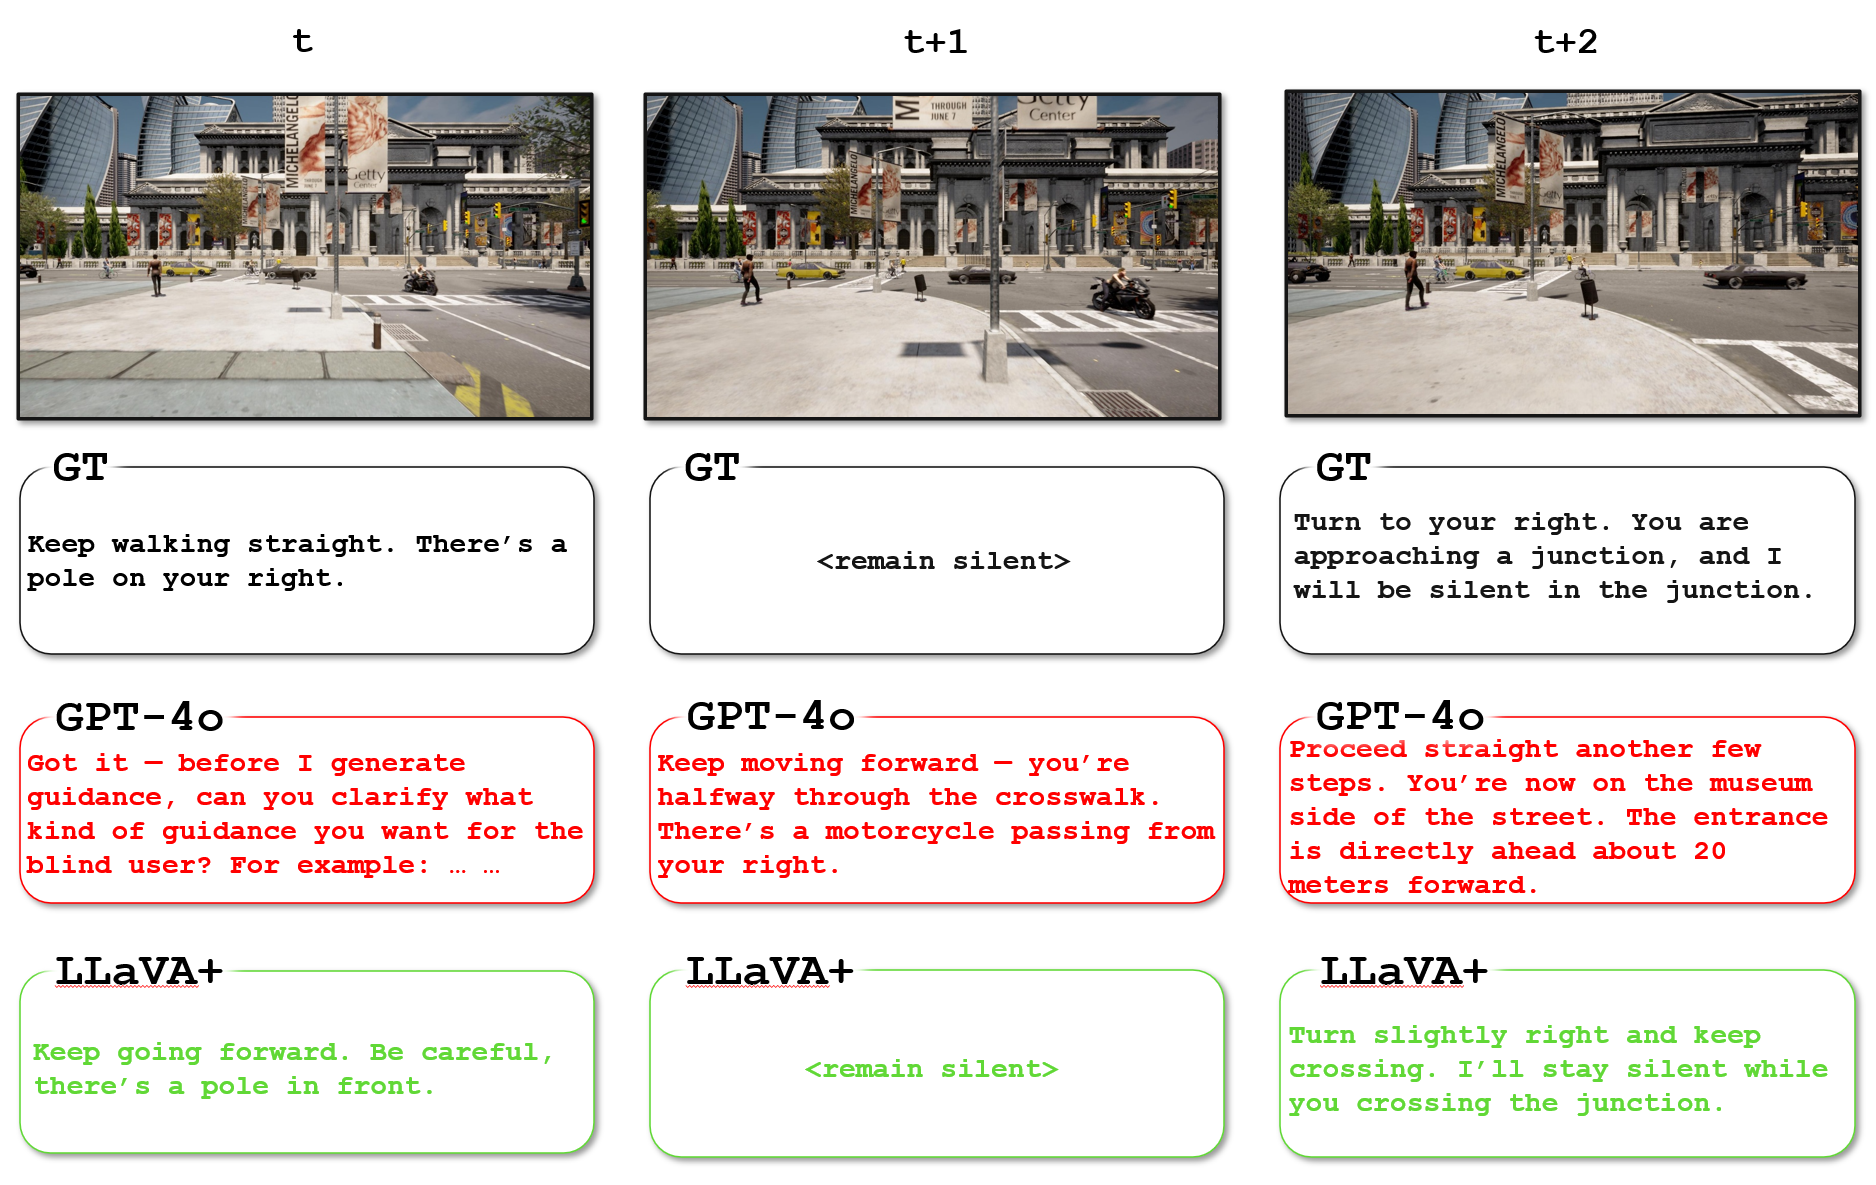 t
t+1
t+2
MICHELANGELO
THROUGH
JUNE 7
Getty
Center
M
THROUGH
JUNE 7
Getty
Center
MICHELANGELO
MICHELANGELO
Getty
GT
Keep walking straight. There’s a
pole on your right.
GT
<remain silent>
GT
Turn to your right. You are
approaching a junction, and I
will be silent in the junction.
GPT-4o
Got it — before I generate
guidance, can you clarify what
kind of guidance you want for the
blind user? For example: … …
GPT-4o
Keep moving forward — you’re
halfway through the crosswalk.
There’s a motorcycle passing from
your right.
GPT-4o
Proceed straight another few
steps. You’re now on the museum
side of the street. The entrance
is directly ahead about 20
meters forward.
LLaVA+
Keep going forward. Be careful,
there’s a pole in front.
LLaVA+
<remain silent>
LLaVA+
Turn slightly right and keep
crossing. I’ll stay silent while
you crossing the junction.